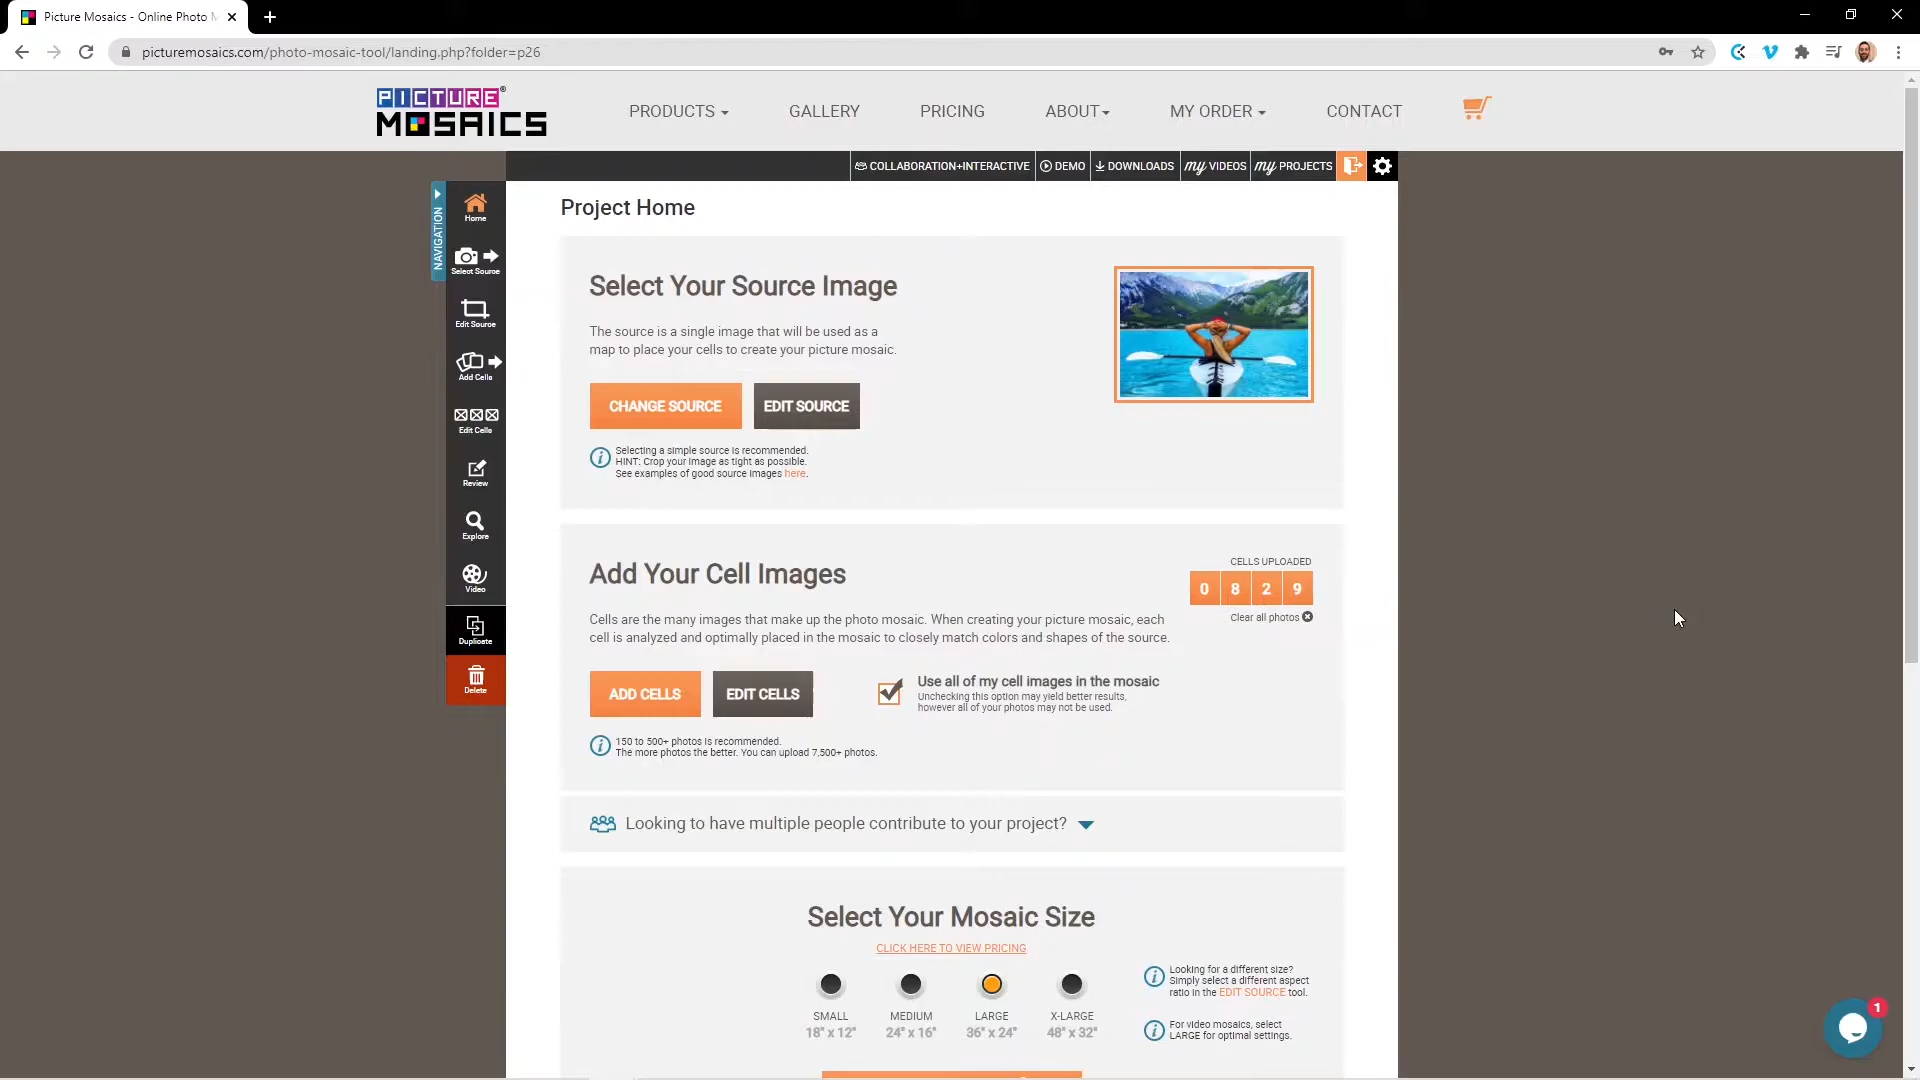 Picture Mosaics - Online Photo M
picturemosaics.com/photo-mosaic-tool/landing.php?folder=p26
PICTURE®
MOSAICS
PRODUCTS
GALLERY
PRICING
ABOUT
MY ORDER
CONTACT
COLLABORATION+INTERACTIVE
DEMO
DOWNLOADS
my VIDEOS
my PROJECTS
NAVIGATION
Home
Select Source
Edit Source
Add Cells
Edit Cells
Review
Explore
Video
Duplicate
Delete
Project Home
Select Your Source Image
The source is a single image that will be used as a
map to place your cells to create your picture mosaic.
CHANGE SOURCE
EDIT SOURCE
Selecting a simple source is recommended.
HINT: Crop your image as tight as possible.
See examples of good source images here.
Add Your Cell Images
CELLS UPLOADED
0 8 2 9
Clear all photos
Cells are the many images that make up the photo mosaic. When creating your picture mosaic, each
cell is analyzed and optimally placed in the mosaic to closely match colors and shapes of the source.
ADD CELLS
EDIT CELLS
Use all of my cell images in the mosaic
Unchecking this option may yield better results,
however all of your photos may not be used.
150 to 500+ photos is recommended.
The more photos the better. You can upload 7,500+ photos.
Looking to have multiple people contribute to your project?
Select Your Mosaic Size
CLICK HERE TO VIEW PRICING
SMALL
18" x 12"
MEDIUM
24" x 16"
LARGE
36" x 24"
X-LARGE
48" x 32"
Looking for a different size?
Simply select a different aspect
ratio in the EDIT SOURCE tool.
For video mosaics, select
LARGE for optimal settings.
1